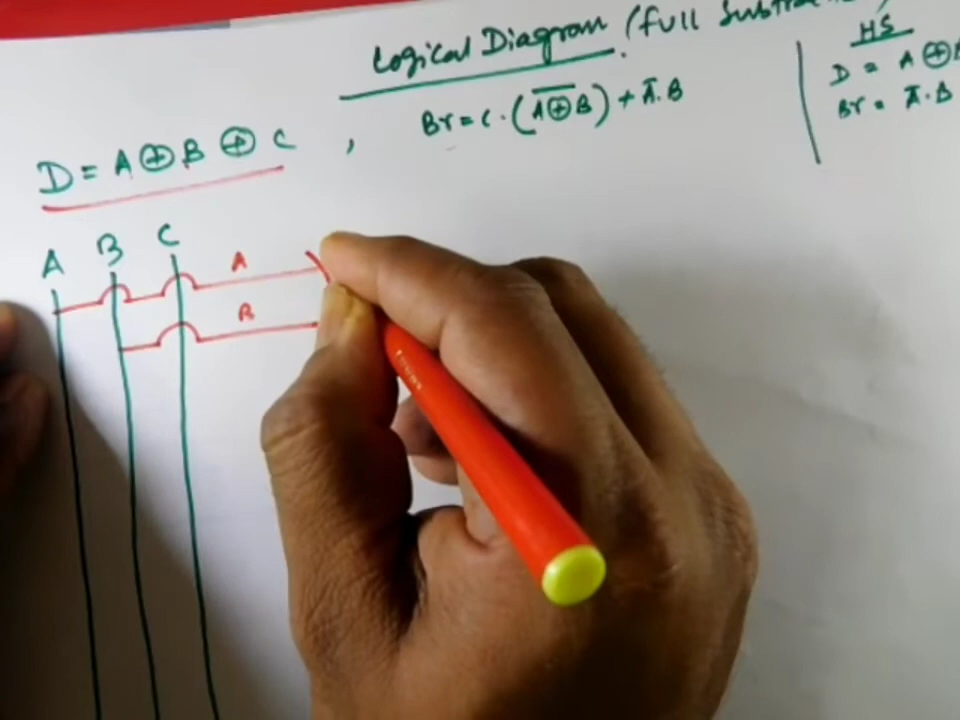 Logical Diagram (full
HS
D = A ⊕ B
Br = Ā.B
Br = C.(A̅⊕̅B̅) + Ā.B
D = A ⊕ B ⊕ C ,
A B C
A
B